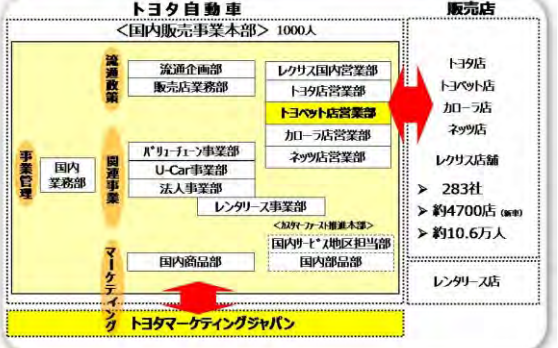 トヨタ自動車
販売店
＜国内販売事業本部＞ 1000人
流通政策
流通企画部
販売店業務部
レクサス国内営業部
トヨタ店営業部
トヨペット店営業部
カローラ店営業部
ネッツ店営業部
事業管理
国内
業務部
関連事業
バリューチェーン事業部
U-Car事業部
法人事業部
レンタリース事業部
＜カスタマーファースト推進本部＞
国内サービス地区担当部
国内部品部
マーケティング
国内商品部
トヨタマーケティングジャパン
トヨタ店
トヨペット店
カローラ店
ネッツ店
レクサス店舗
➢ 283社
➢ 約4700店 (新車)
➢ 約10.6万人
レンタリース店